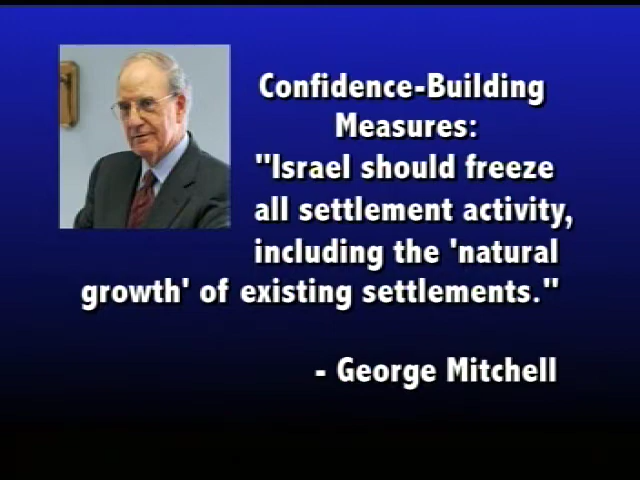 Confidence-Building
Measures:
"Israel should freeze
all settlement activity,
including the 'natural
growth' of existing settlements."
- George Mitchell